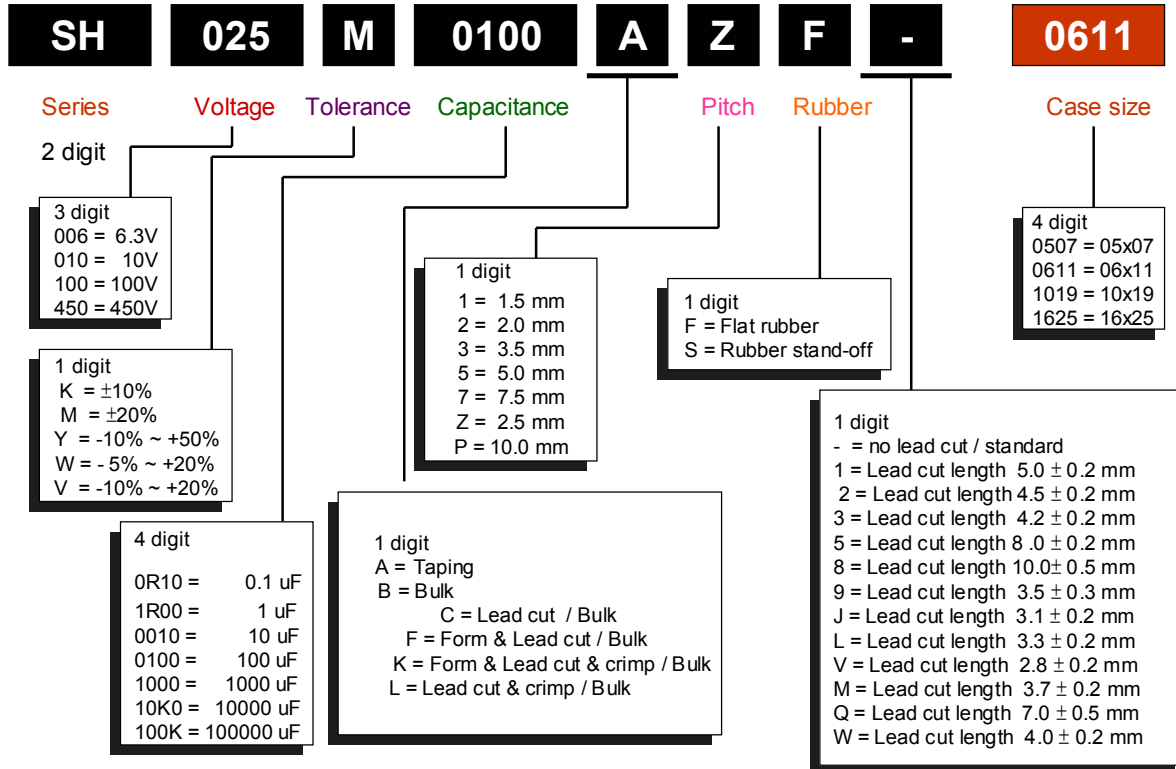 SH 025 M 0100 A Z F - 0611
Series Voltage Tolerance Capacitance Pitch Rubber Case size
2 digit
3 digit
006 = 6.3V
010 = 10V
100 = 100V
450 = 450V
1 digit
K = ±10%
M = ±20%
Y = -10% ~ +50%
W = - 5% ~ +20%
V = -10% ~ +20%
4 digit
0R10 = 0.1 uF
1R00 = 1 uF
0010 = 10 uF
0100 = 100 uF
1000 = 1000 uF
10K0 = 10000 uF
100K = 100000 uF
1 digit
A = Taping
B = Bulk
C = Lead cut / Bulk
F = Form & Lead cut / Bulk
K = Form & Lead cut & crimp / Bulk
L = Lead cut & crimp / Bulk
1 digit
1 = 1.5 mm
2 = 2.0 mm
3 = 3.5 mm
5 = 5.0 mm
7 = 7.5 mm
Z = 2.5 mm
P = 10.0 mm
1 digit
F = Flat rubber
S = Rubber stand-off
1 digit
- = no lead cut / standard
1 = Lead cut length 5.0 ± 0.2 mm
2 = Lead cut length 4.5 ± 0.2 mm
3 = Lead cut length 4.2 ± 0.2 mm
5 = Lead cut length 8.0 ± 0.2 mm
8 = Lead cut length 10.0± 0.5 mm
9 = Lead cut length 3.5 ± 0.3 mm
J = Lead cut length 3.1 ± 0.2 mm
L = Lead cut length 3.3 ± 0.2 mm
V = Lead cut length 2.8 ± 0.2 mm
M = Lead cut length 3.7 ± 0.2 mm
Q = Lead cut length 7.0 ± 0.5 mm
W = Lead cut length 4.0 ± 0.2 mm
4 digit
0507 = 05x07
0611 = 06x11
1019 = 10x19
1625 = 16x25